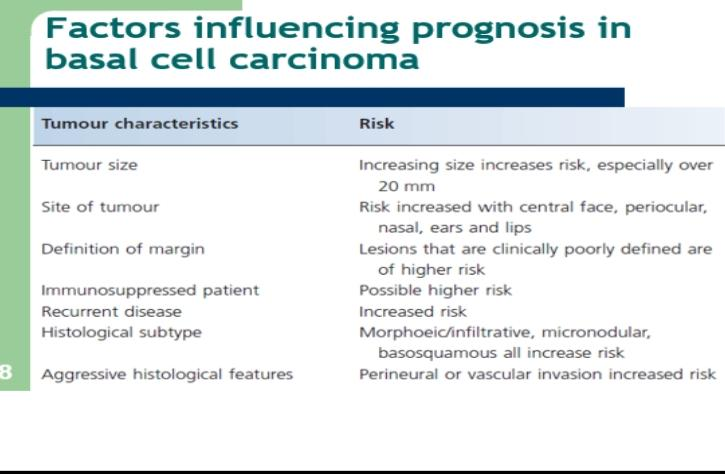 Factors influencing prognosis in
basal cell carcinoma
Tumour characteristics Risk
Tumour size Increasing size increases risk, especially over
20 mm
Site of tumour Risk increased with central face, periocular,
nasal, ears and lips
Definition of margin Lesions that are clinically poorly defined are
of higher risk
Immunosuppressed patient Possible higher risk
Recurrent disease Increased risk
Histological subtype Morphoeic/infiltrative, micronodular,
basosquamous all increase risk
8
Aggressive histological features Perineural or vascular invasion increased risk